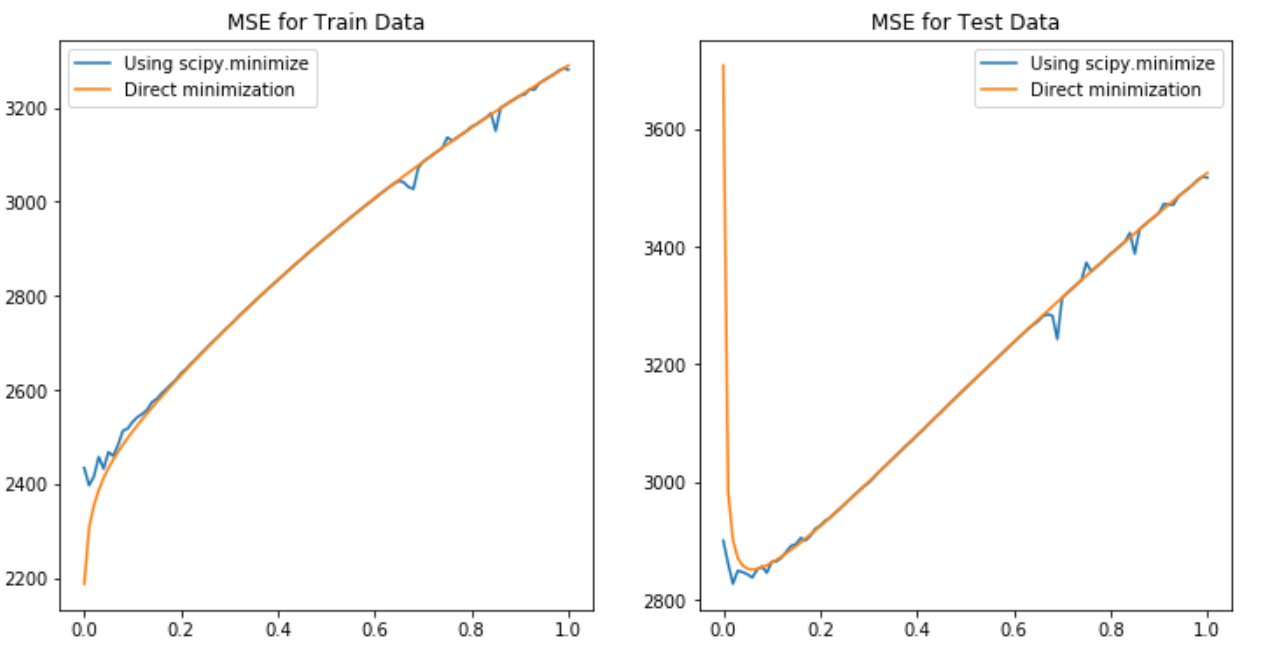 MSE for Train Data
Using scipy.minimize
Direct minimization
3200
3000
2800
2600
2400
2200
0.0 0.2 0.4 0.6 0.8 1.0
MSE for Test Data
Using scipy.minimize
Direct minimization
3600
3400
3200
3000
2800
0.0 0.2 0.4 0.6 0.8 1.0